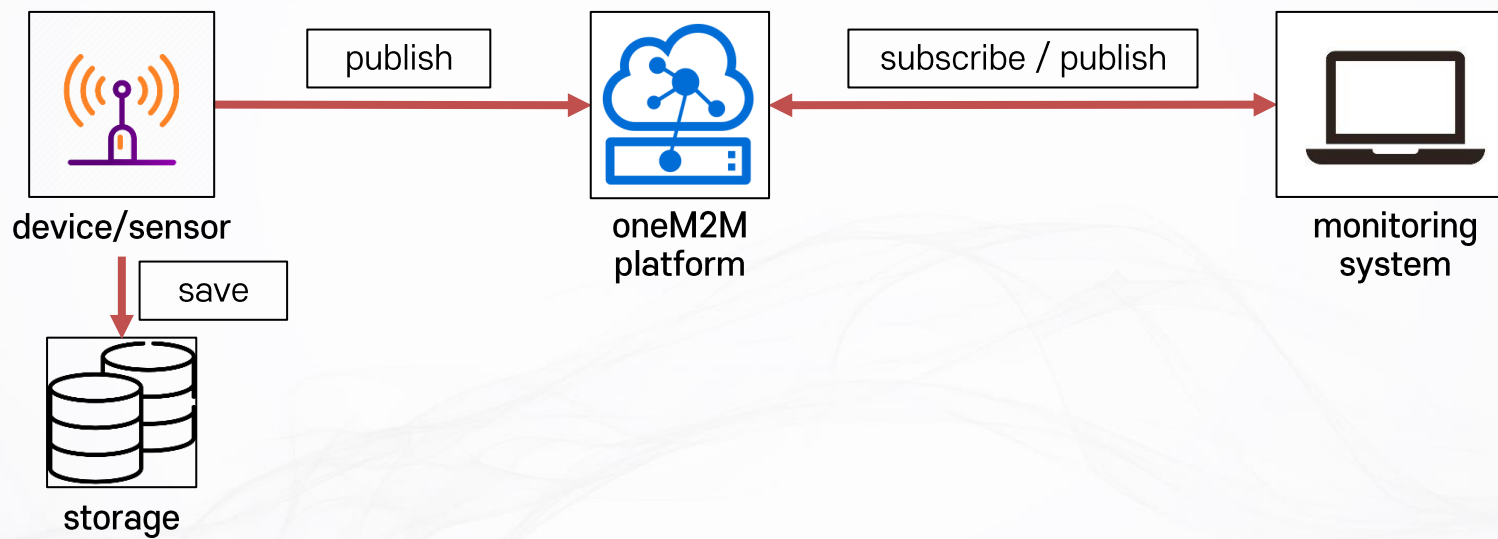 publish
subscribe / publish
device/sensor
oneM2M
platform
monitoring
system
save
storage